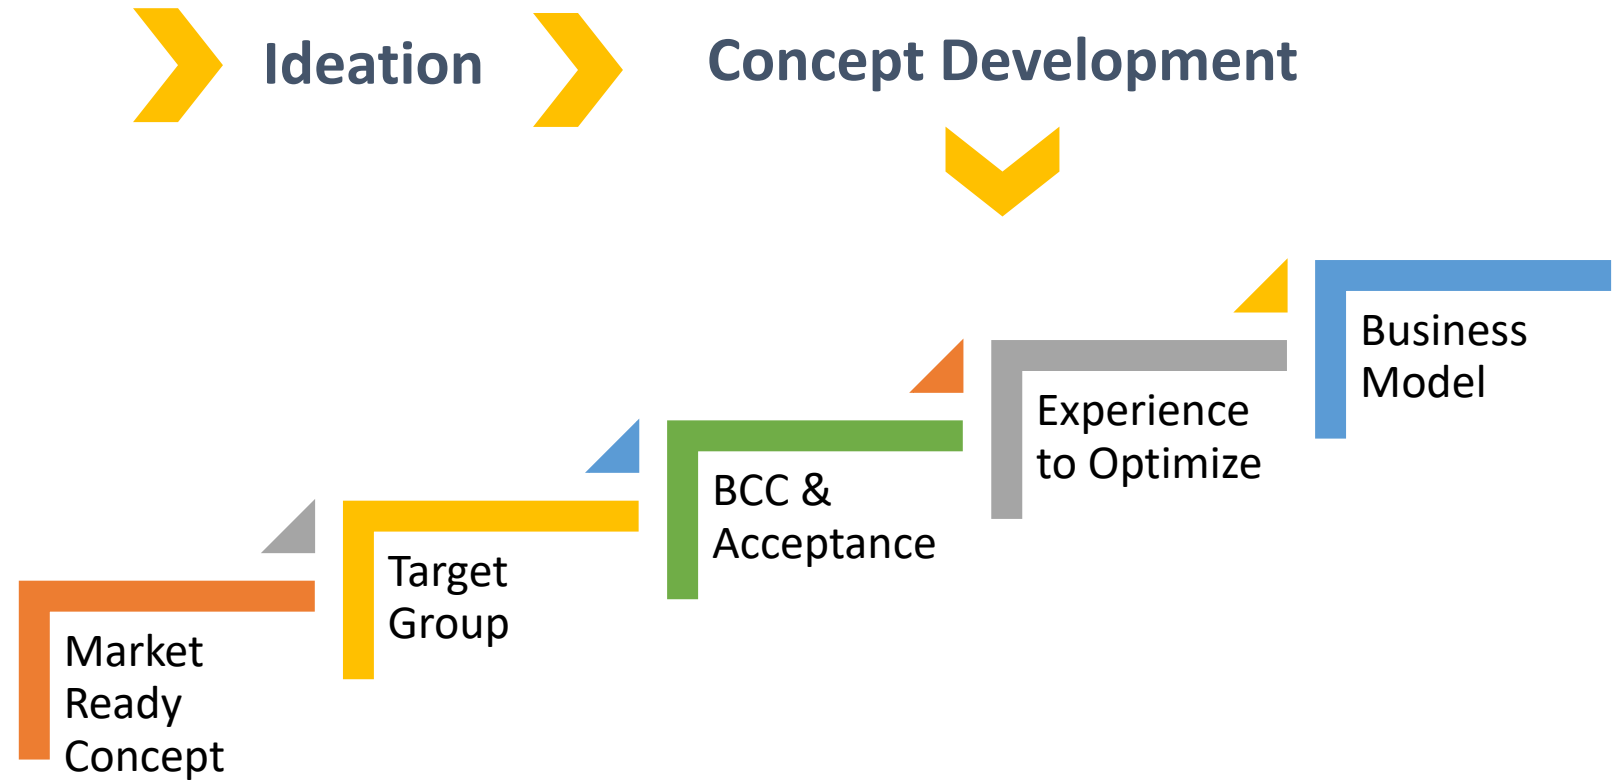 Ideation
Concept Development
Market
Ready
Concept
Target
Group
BCC &
Acceptance
Experience
to Optimize
Business
Model